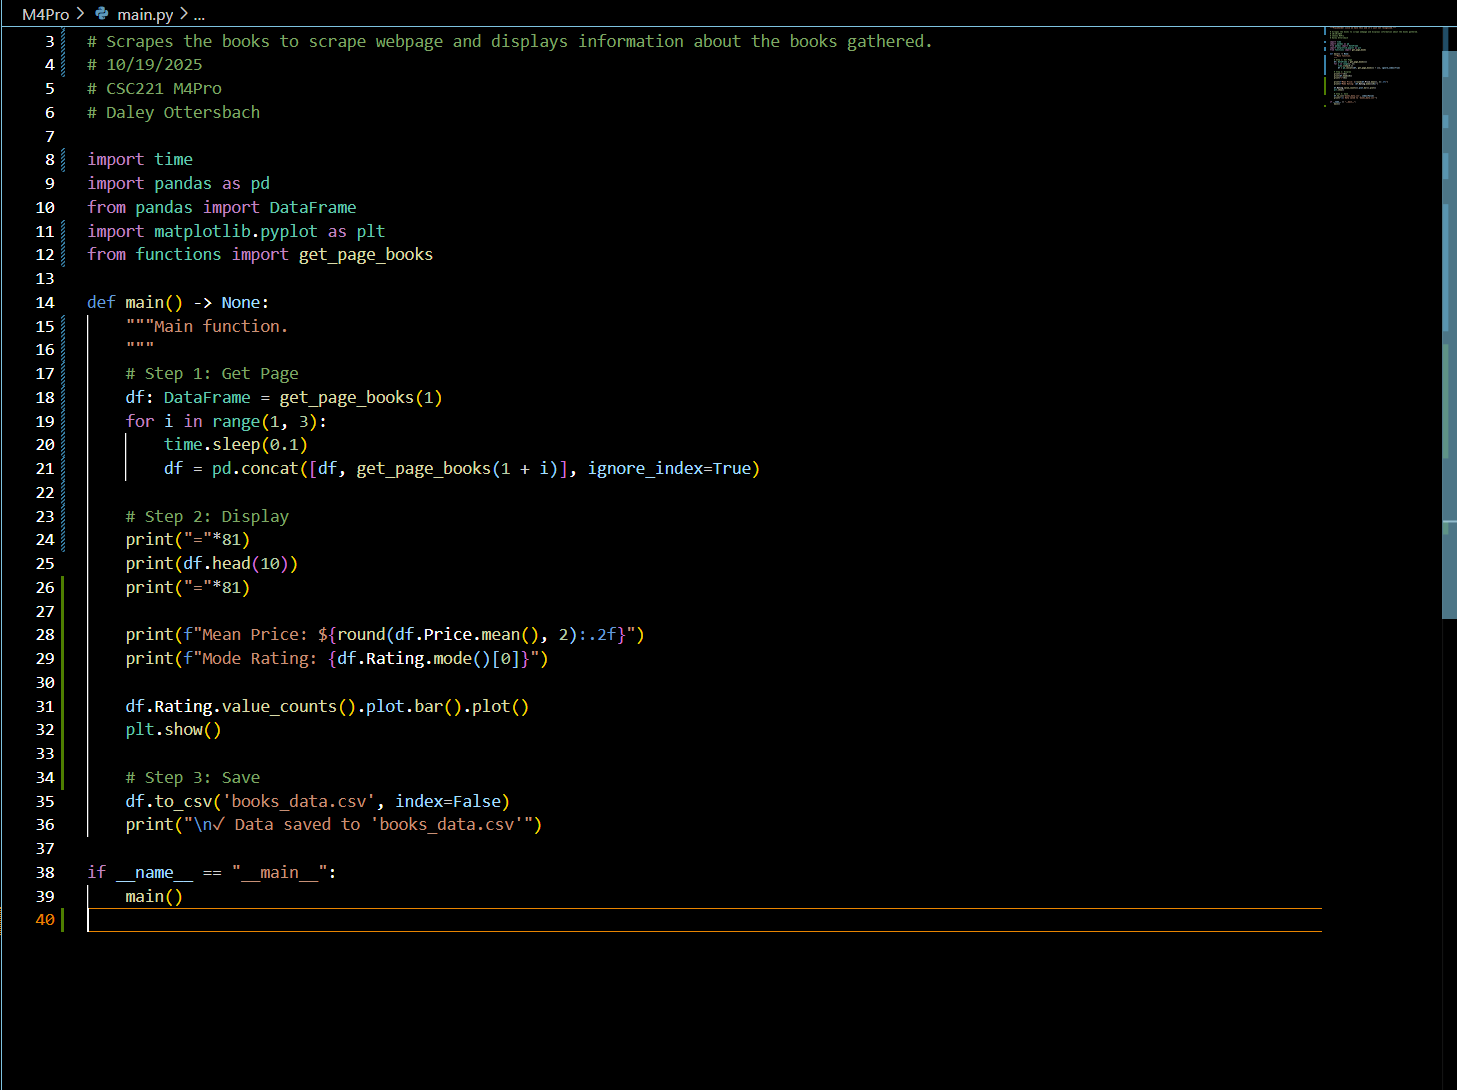 M4Pro > main.py > ...
3 # Scrapes the books to scrape webpage and displays information about the books gathered.
4 # 10/19/2025
5 # CSC221 M4Pro
6 # Daley Ottersbach
7
8 import time
9 import pandas as pd
10 from pandas import DataFrame
11 import matplotlib.pyplot as plt
12 from functions import get_page_books
13
14 def main() -> None:
15     """Main function.
16     """
17     # Step 1: Get Page
18     df: DataFrame = get_page_books(1)
19     for i in range(1, 3):
20         time.sleep(0.1)
21         df = pd.concat([df, get_page_books(1 + i)], ignore_index=True)
22
23     # Step 2: Display
24     print("="*81)
25     print(df.head(10))
26     print("="*81)
27
28     print(f"Mean Price: ${round(df.Price.mean(), 2):.2f}")
29     print(f"Mode Rating: {df.Rating.mode()[0]}")
30
31     df.Rating.value_counts().plot.bar().plot()
32     plt.show()
33
34     # Step 3: Save
35     df.to_csv('books_data.csv', index=False)
36     print("\n✓ Data saved to 'books_data.csv'")
37
38 if __name__ == "__main__":
39     main()
40